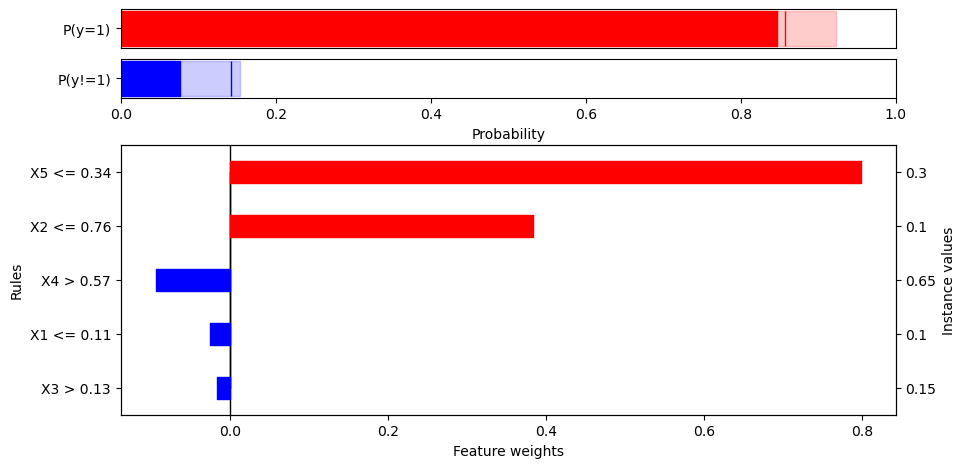 P(y=1)
P(y!=1)
0.0 0.2 0.4 0.6 0.8 1.0
Probability
X5 <= 0.34 0.3
X2 <= 0.76 0.1
X4 > 0.57 0.65
X1 <= 0.11 0.1
X3 > 0.13 0.15
Rules
Instance values
0.0 0.2 0.4 0.6 0.8
Feature weights